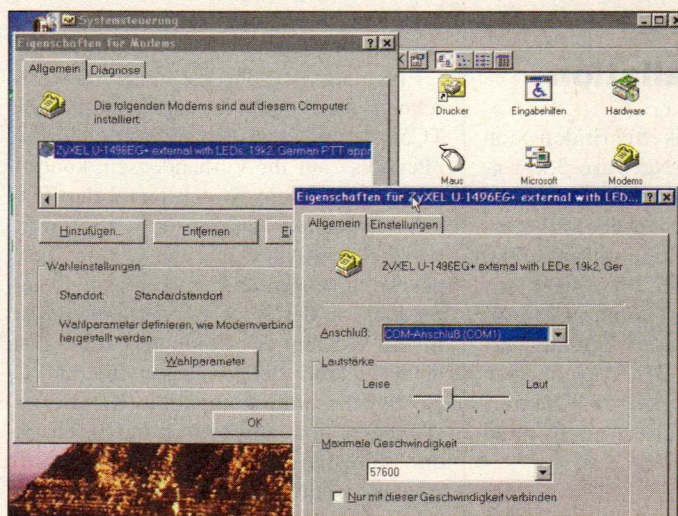 Systemsteuerung
Eigenschaften für Modems
Allgemein Diagnose
Die folgenden Modems sind auf diesem Computer
installiert:
ZyXEL U-1496EG+ external with LEDs, 19k2, German PTT appr
Hinzufügen... Entfernen Ei
Wahleinstellungen
Standort: Standardstandort
Wahlparameter definieren, wie Modemverbind
hergestellt werden
Wahlparameter
OK
Drucker Eingabehilfen Hardware
Maus Microsoft Modems
Eigenschaften für ZyXEL U-1496EG+ external with LED...
Allgemein Einstellungen
ZyXEL U-1496EG+ external with LEDs, 19k2, Ger
Anschluß: COM-Anschluß (COM1)
Lautstärke
Leise Laut
Maximale Geschwindigkeit
57600
Nur mit dieser Geschwindigkeit verbinden